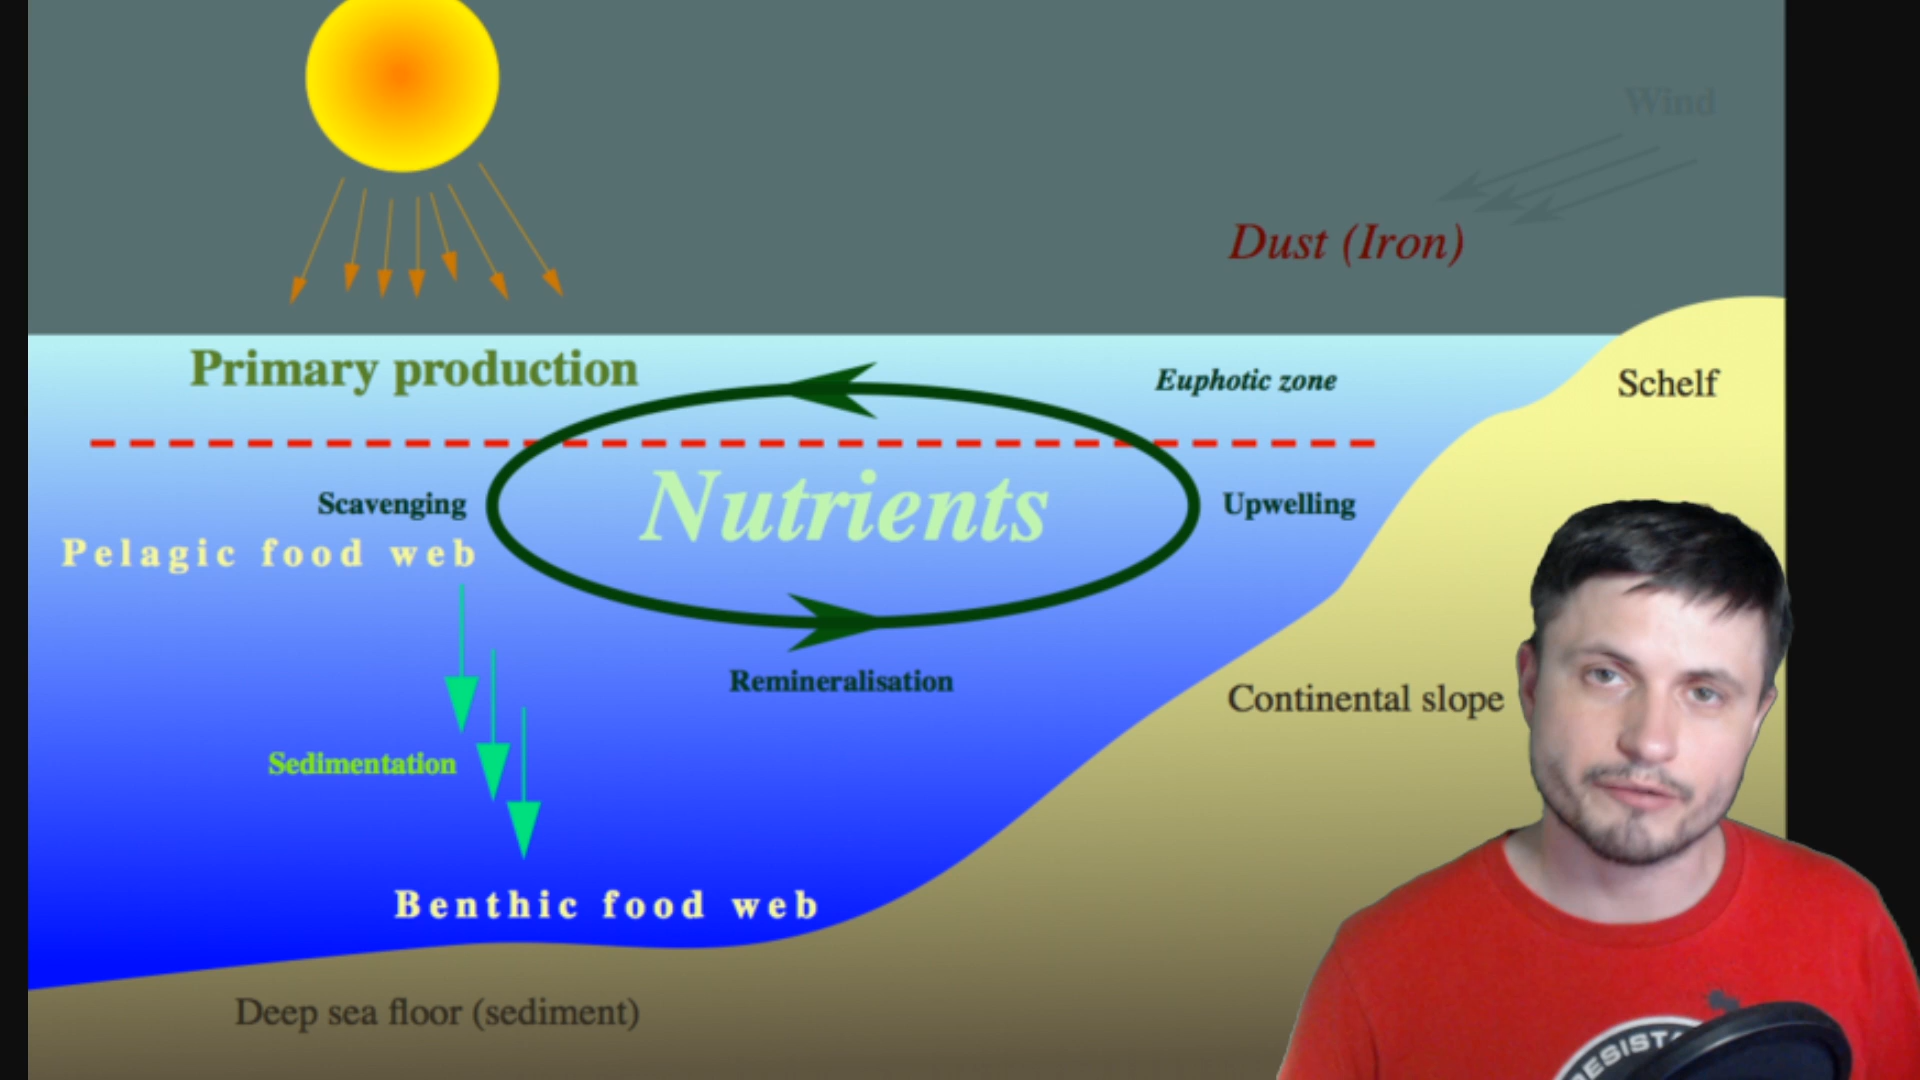 Wind
Dust (Iron)
Primary production
Euphotic zone
Schelf
Nutrients
Scavenging
Upwelling
Pelagic food web
Remineralisation
Continental slope
Sedimentation
Benthic food web
Deep sea floor (sediment)